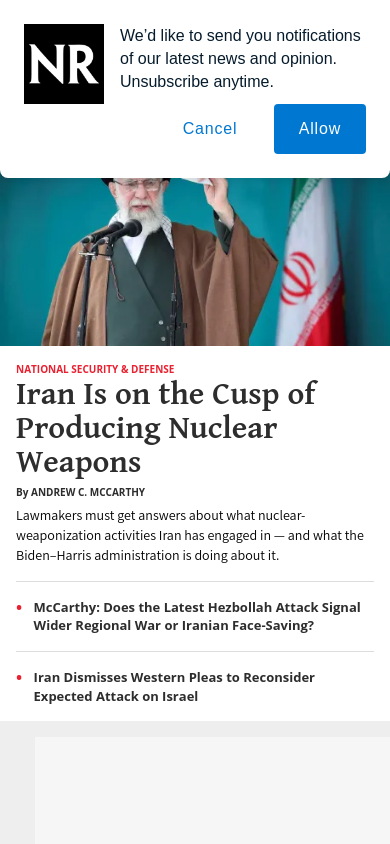 NR
We’d like to send you notifications
of our latest news and opinion.
Unsubscribe anytime.
Cancel
Allow
NATIONAL SECURITY & DEFENSE
Iran Is on the Cusp of
Producing Nuclear
Weapons
By ANDREW C. MCCARTHY
Lawmakers must get answers about what nuclear-
weaponization activities Iran has engaged in — and what the
Biden–Harris administration is doing about it.
• McCarthy: Does the Latest Hezbollah Attack Signal
Wider Regional War or Iranian Face-Saving?
• Iran Dismisses Western Pleas to Reconsider
Expected Attack on Israel